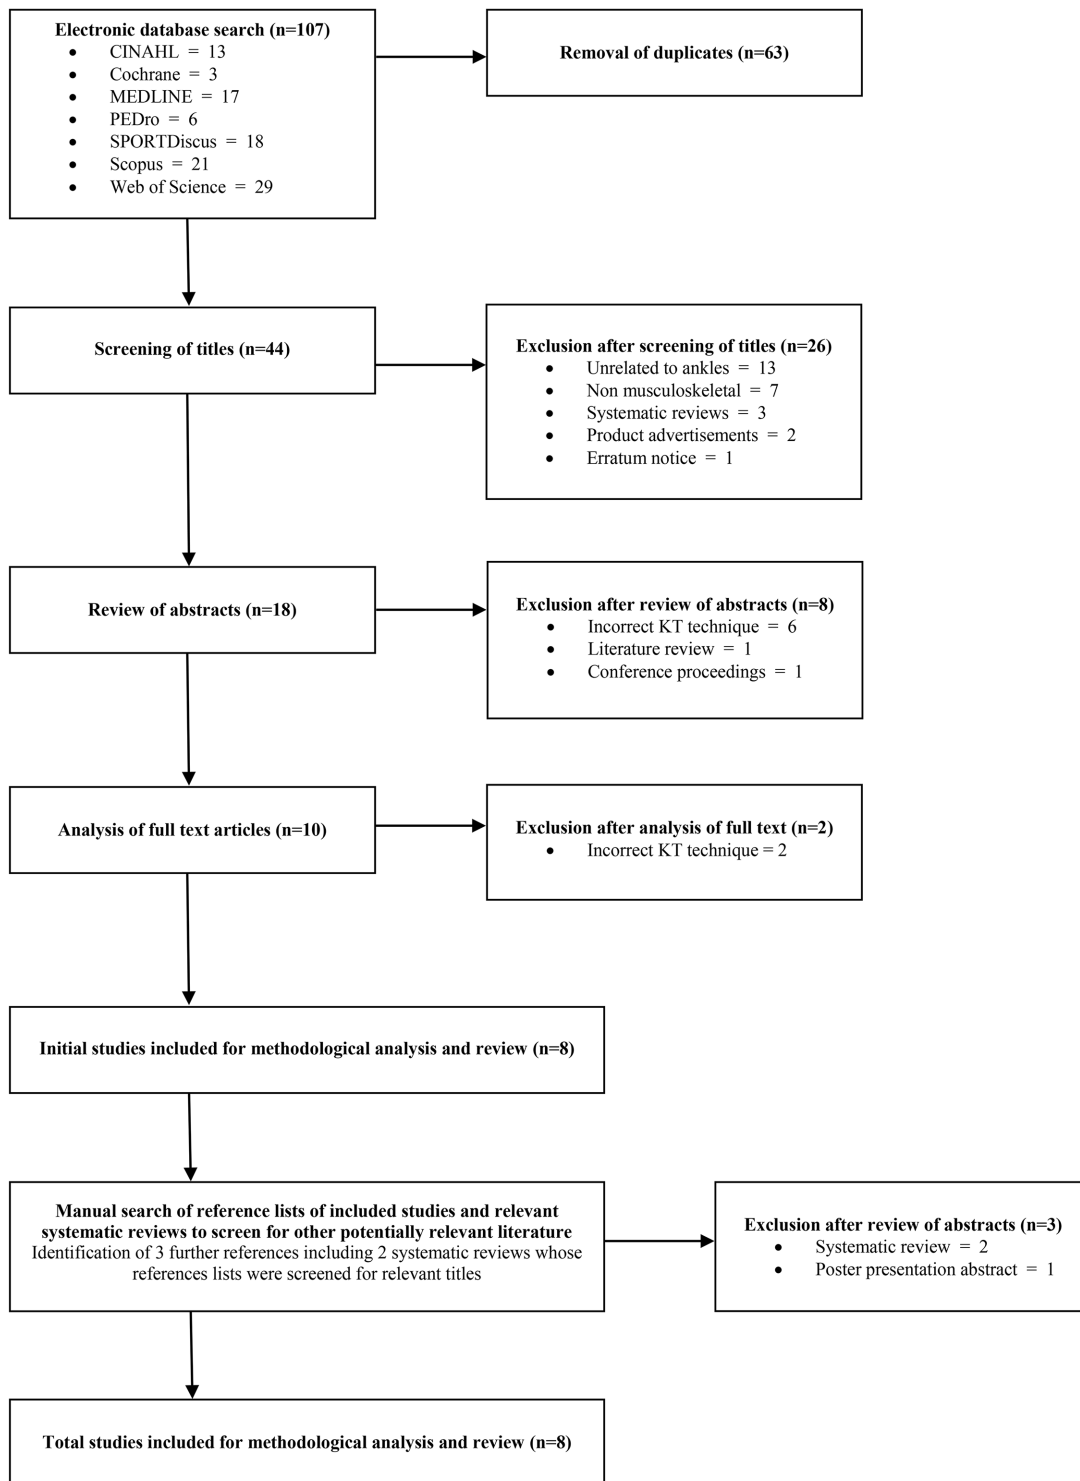 Electronic database search (n=107)
• CINAHL = 13
• Cochrane = 3
• MEDLINE = 17
• PEDro = 6
• SPORTDiscus = 18
• Scopus = 21
• Web of Science = 29
Removal of duplicates (n=63)
Screening of titles (n=44)
Exclusion after screening of titles (n=26)
• Unrelated to ankles = 13
• Non musculoskeletal = 7
• Systematic reviews = 3
• Product advertisements = 2
• Erratum notice = 1
Review of abstracts (n=18)
Exclusion after review of abstracts (n=8)
• Incorrect KT technique = 6
• Literature review = 1
• Conference proceedings = 1
Analysis of full text articles (n=10)
Exclusion after analysis of full text (n=2)
• Incorrect KT technique = 2
Initial studies included for methodological analysis and review (n=8)
Manual search of reference lists of included studies and relevant
systematic reviews to screen for other potentially relevant literature
Identification of 3 further references including 2 systematic reviews whose
references lists were screened for relevant titles
Exclusion after review of abstracts (n=3)
• Systematic review = 2
• Poster presentation abstract = 1
Total studies included for methodological analysis and review (n=8)